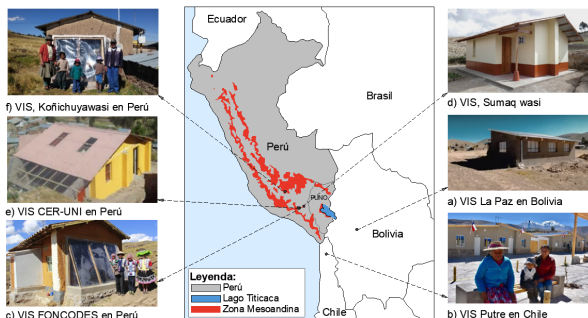 Ecuador
Brasil
Perú
PUNO
Bolivia
Chile
Leyenda:
Perú
Lago Titicaca
Zona Mesoandina
f) VIS, Koñichuyawasi en Perú
e) VIS CER-UNI en Perú
c) VIS FONCODES en Perú
d) VIS, Sumaq wasi
a) VIS La Paz en Bolivia
b) VIS Putre en Chile